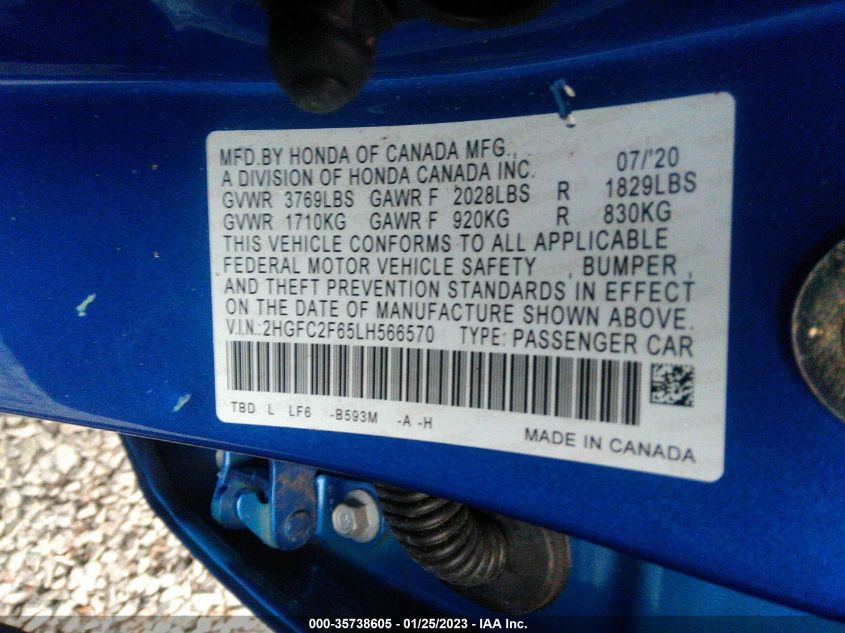 MFD.BY HONDA OF CANADA MFG., 07/'20
A DIVISION OF HONDA CANADA INC.
GVWR 3769LBS GAWR F 2028LBS R 1829LBS
GVWR 1710KG GAWR F 920KG R 830KG
THIS VEHICLE CONFORMS TO ALL APPLICABLE
FEDERAL MOTOR VEHICLE SAFETY , BUMPER ,
AND THEFT PREVENTION STANDARDS IN EFFECT
ON THE DATE OF MANUFACTURE SHOWN ABOVE.
V.I.N.:2HGFC2F65LH566570 TYPE: PASSENGER CAR
TBD L LF6 -B593M -A -H
MADE IN CANADA
000-35738605 - 01/25/2023 - IAA Inc.